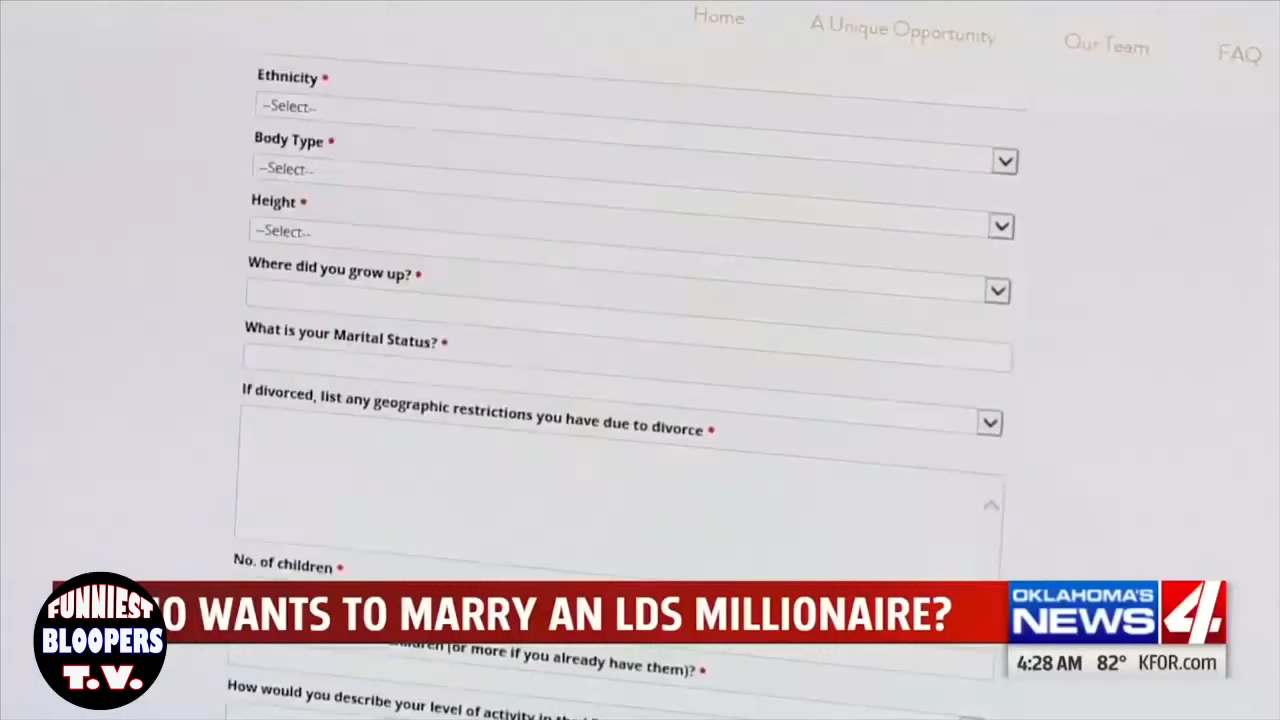 Home
A Unique Opportunity
Our Team
FAQ
Ethnicity *
--Select--
Body Type *
--Select--
Height *
--Select--
Where did you grow up? *
What is your Marital Status? *
If divorced, list any geographic restrictions you have due to divorce *
No. of children *
O WANTS TO MARRY AN LDS MILLIONAIRE?
OKLAHOMA'S
NEWS 4
4:28 AM 82° KFOR.com
FUNNIEST
BLOOPERS
T.V.
(or more if you already have them)? *
How would you describe your level of activity in the